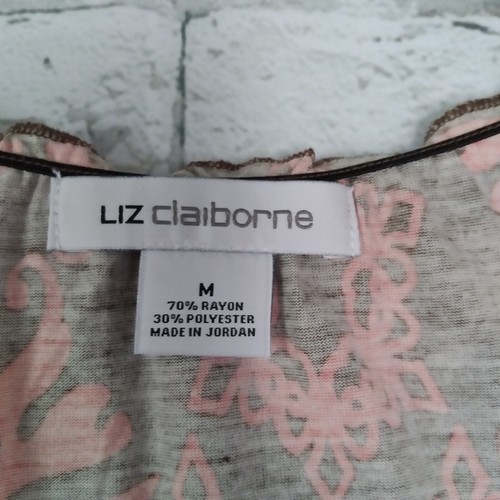 LIZ claiborne
M
70% RAYON
30% POLYESTER
MADE IN JORDAN